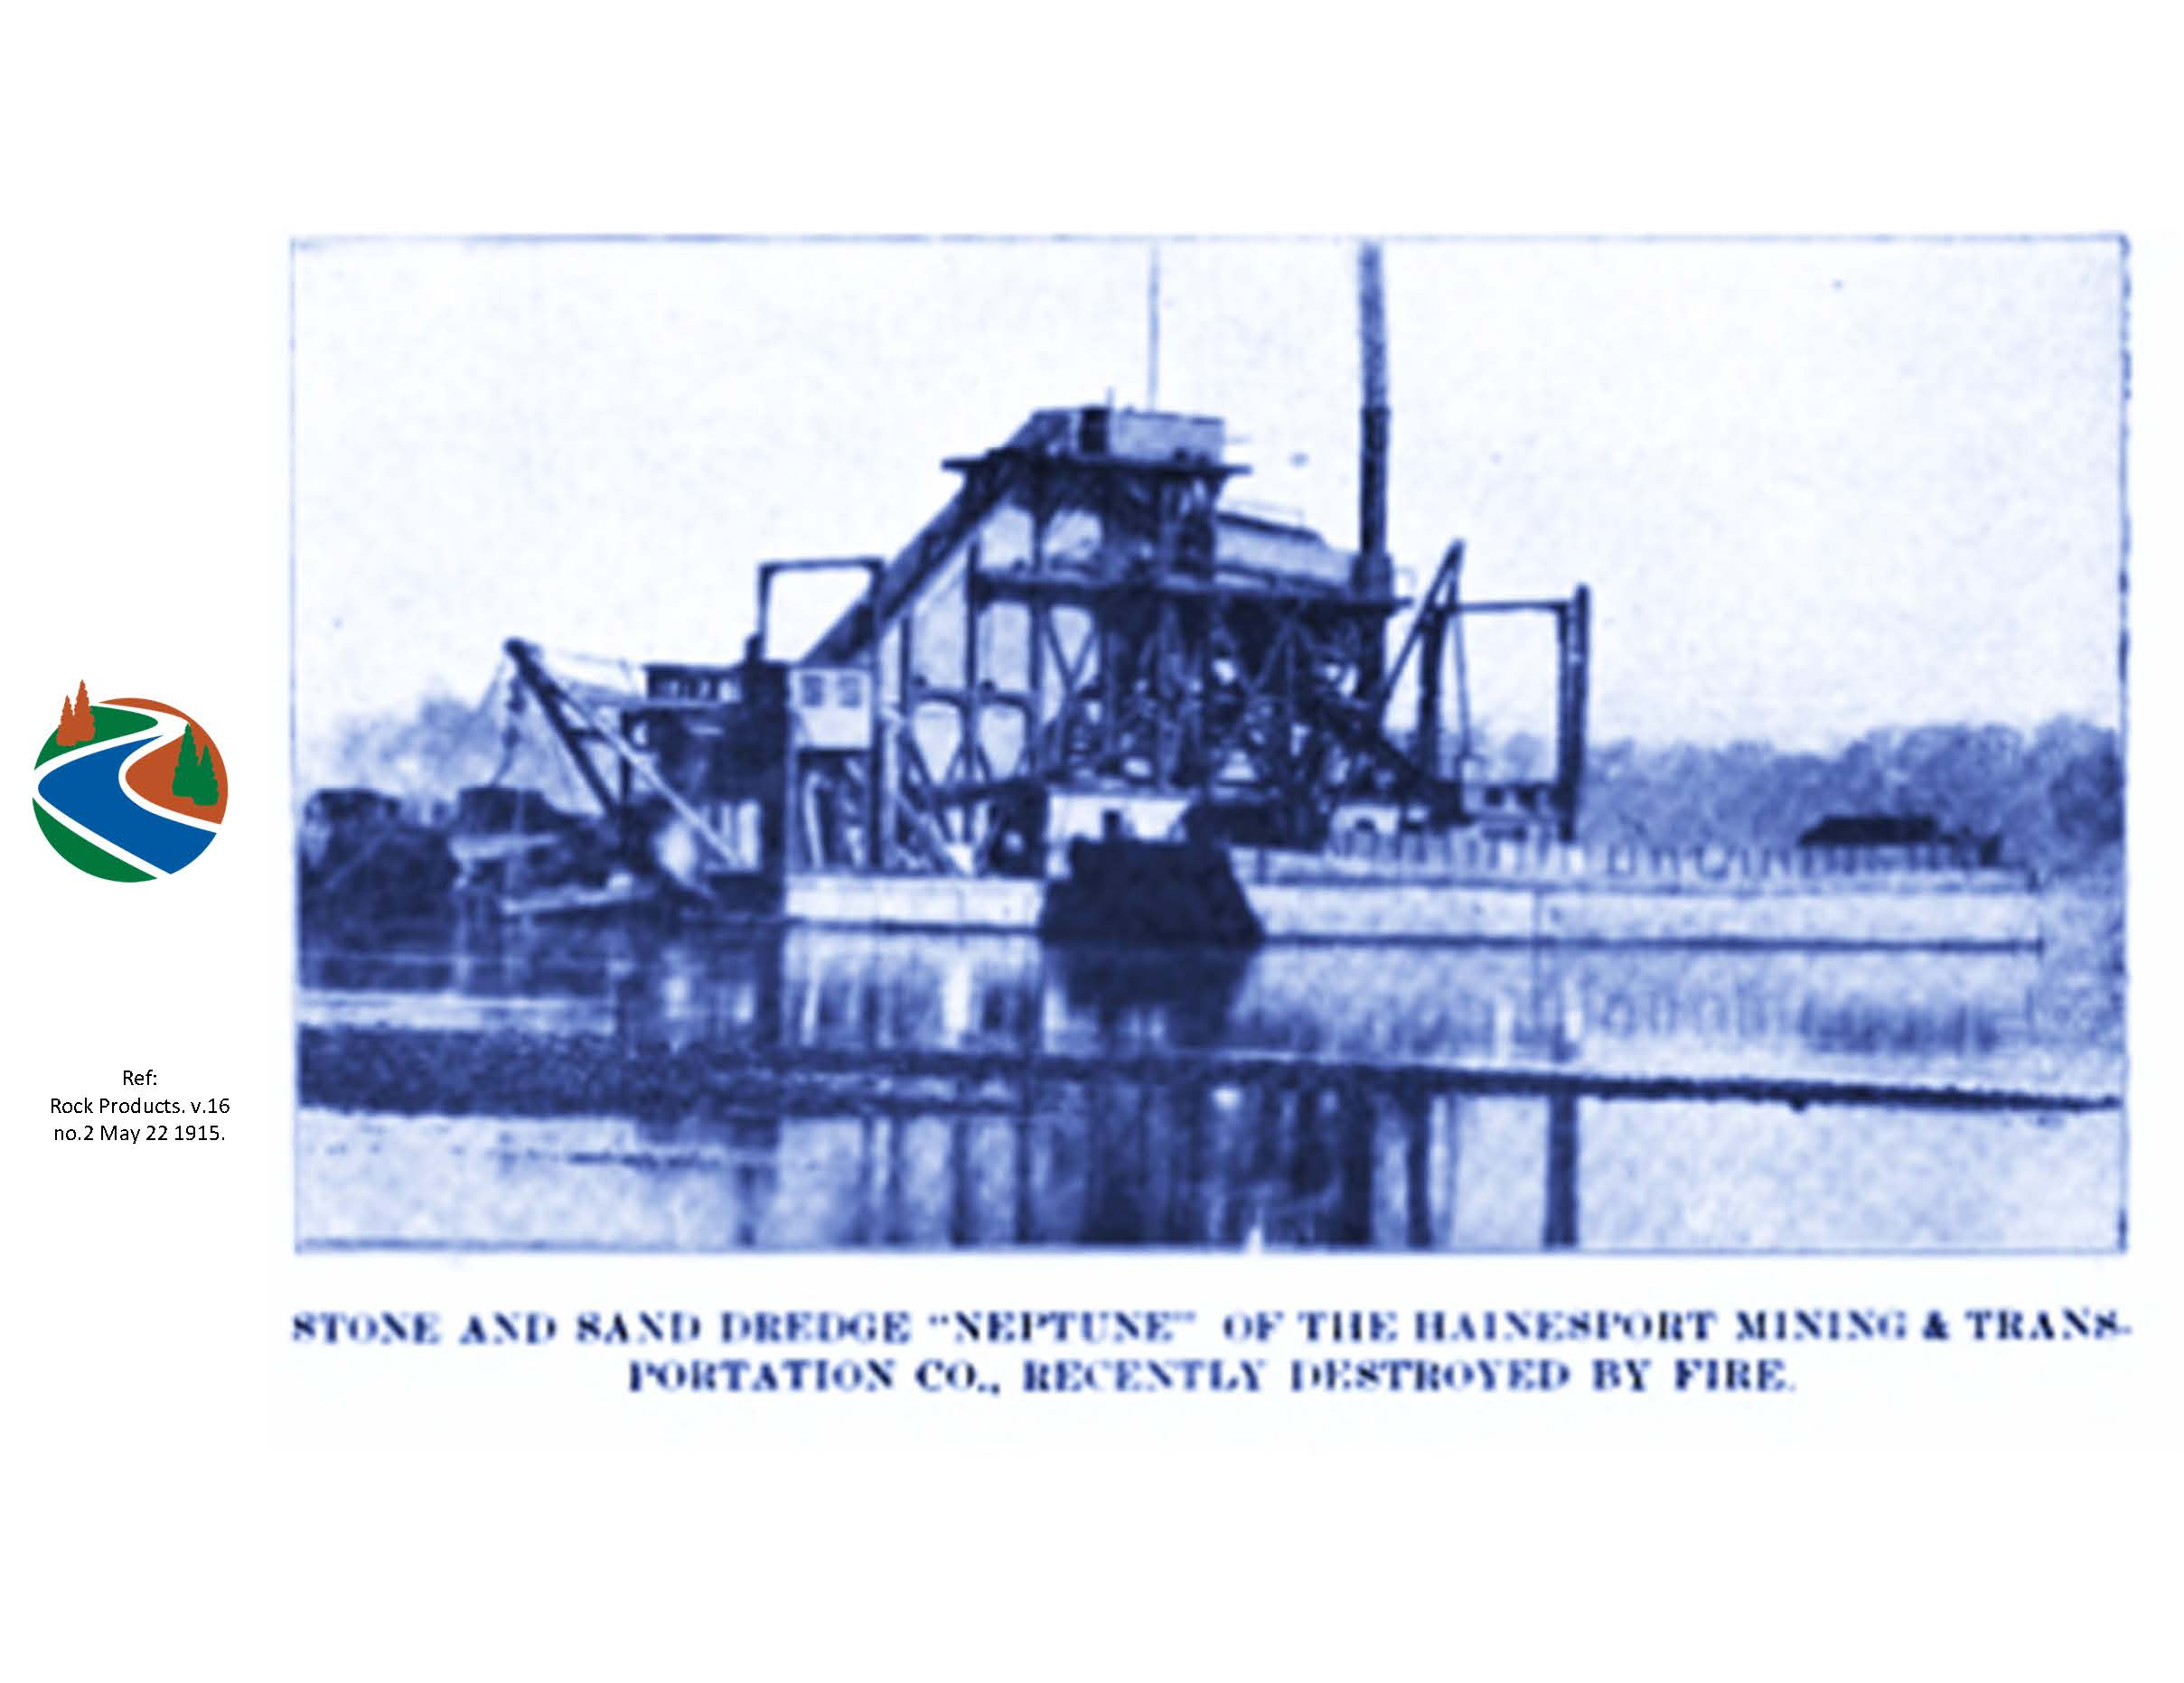 Ref:
Rock Products. v.16
no.2 May 22 1915.
STONE AND SAND DREDGE "NEPTUNE" OF THE HAINESPORT MINING & TRANS-
PORTATION CO., RECENTLY DESTROYED BY FIRE.